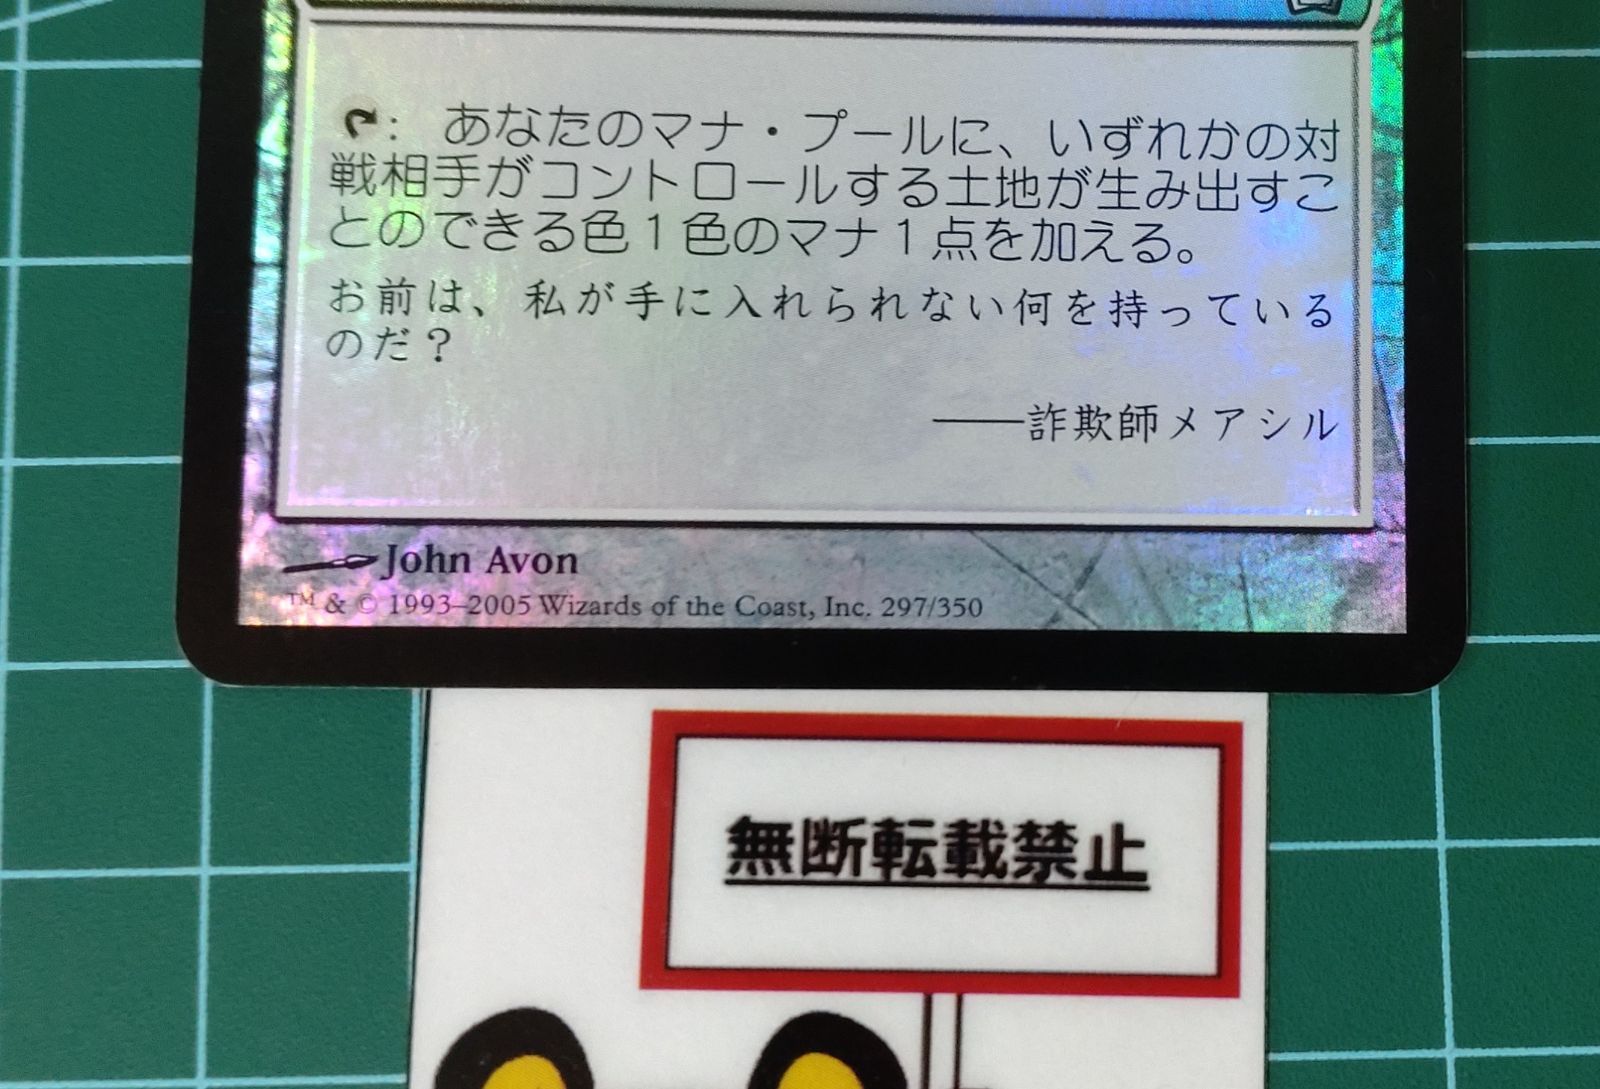 : あなたのマナ・プールに、いずれかの対
戦相手がコントロールする土地が生み出すこ
とのできる色１色のマナ１点を加える。
お前は、私が手に入れられない何を持っている
のだ？
――詐欺師メアシル
John Avon
™ & © 1993–2005 Wizards of the Coast, Inc. 297/350
無断転載禁止